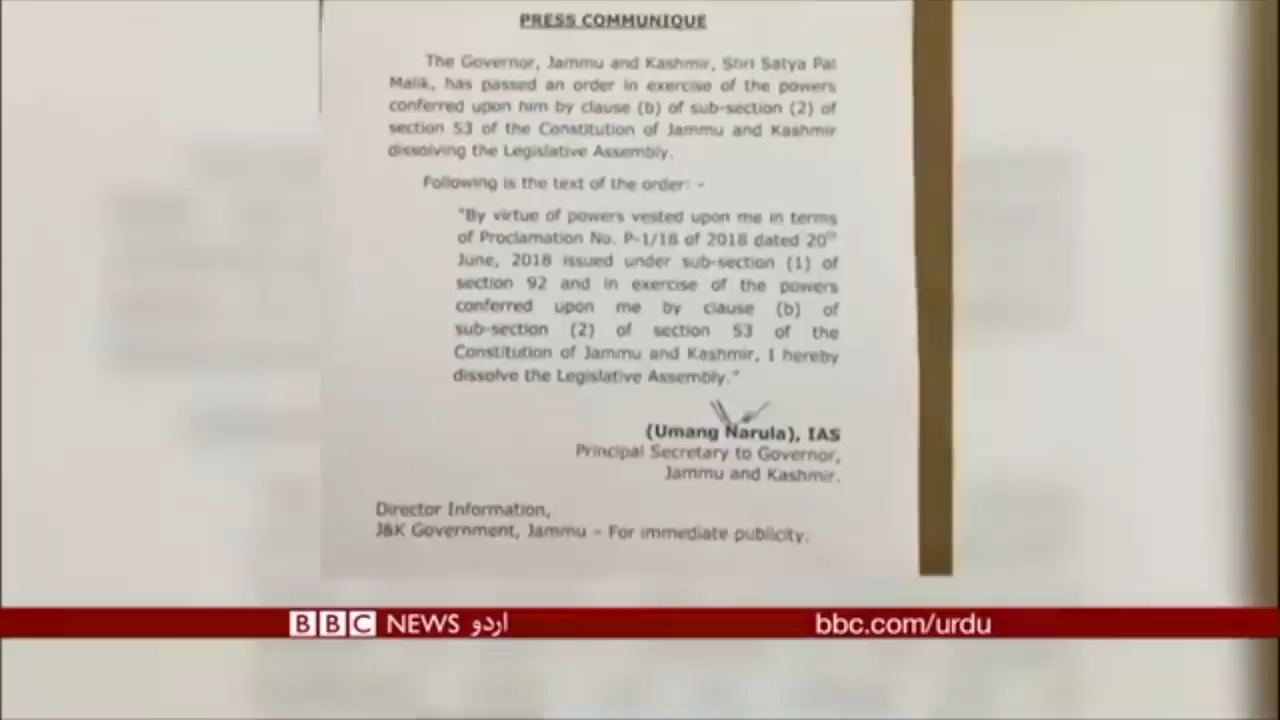 PRESS COMMUNIQUE
The Governor, Jammu and Kashmir, Shri Satya Pal
Malik, has passed an order in exercise of the powers
conferred upon him by clause (b) of sub-section (2) of
section 53 of the Constitution of Jammu and Kashmir
dissolving the Legislative Assembly.
Following is the text of the order: -
"By virtue of powers vested upon me in terms
of Proclamation No. P-1/18 of 2018 dated 20th
June, 2018 issued under sub-section (1) of
section 92 and in exercise of the powers
conferred upon me by clause (b) of
sub-section (2) of section 53 of the
Constitution of Jammu and Kashmir, I hereby
dissolve the Legislative Assembly."
(Umang Narula), IAS
Principal Secretary to Governor,
Jammu and Kashmir.
Director Information,
J&K Government, Jammu – For immediate publicity.
BBC NEWS اردو
bbc.com/urdu